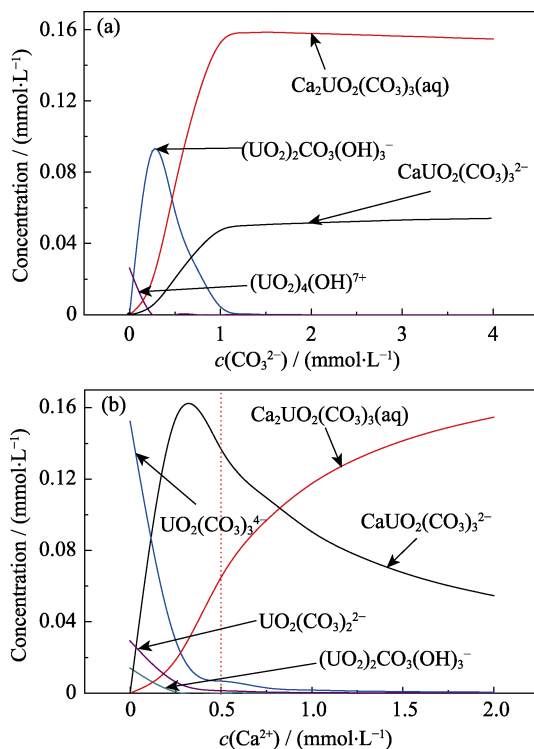 (a)
0.16
0.12
0.08
0.04
0
Concentration / (mmol·L⁻¹)
Ca₂UO₂(CO₃)₃(aq)
(UO₂)₂CO₃(OH)₃⁻
CaUO₂(CO₃)₃²⁻
(UO₂)₄(OH)⁷⁺
0 1 2 3 4
c(CO₃²⁻) / (mmol·L⁻¹)
(b)
0.16
0.12
0.08
0.04
0
Concentration / (mmol·L⁻¹)
Ca₂UO₂(CO₃)₃(aq)
UO₂(CO₃)₃⁴⁻
CaUO₂(CO₃)₃²⁻
UO₂(CO₃)₂²⁻
(UO₂)₂CO₃(OH)₃⁻
0 0.5 1.0 1.5 2.0
c(Ca²⁺) / (mmol·L⁻¹)